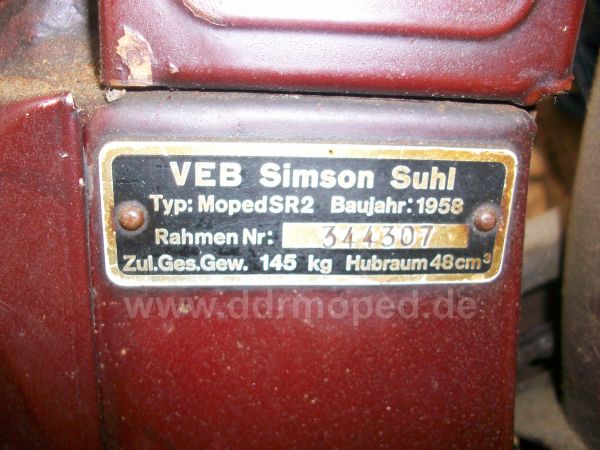 VEB Simson Suhl
Typ: Moped SR2 Baujahr: 1958
Rahmen Nr: 344307
Zul.Ges.Gew. 145 kg Hubraum 48 cm³
www.ddrmoped.de